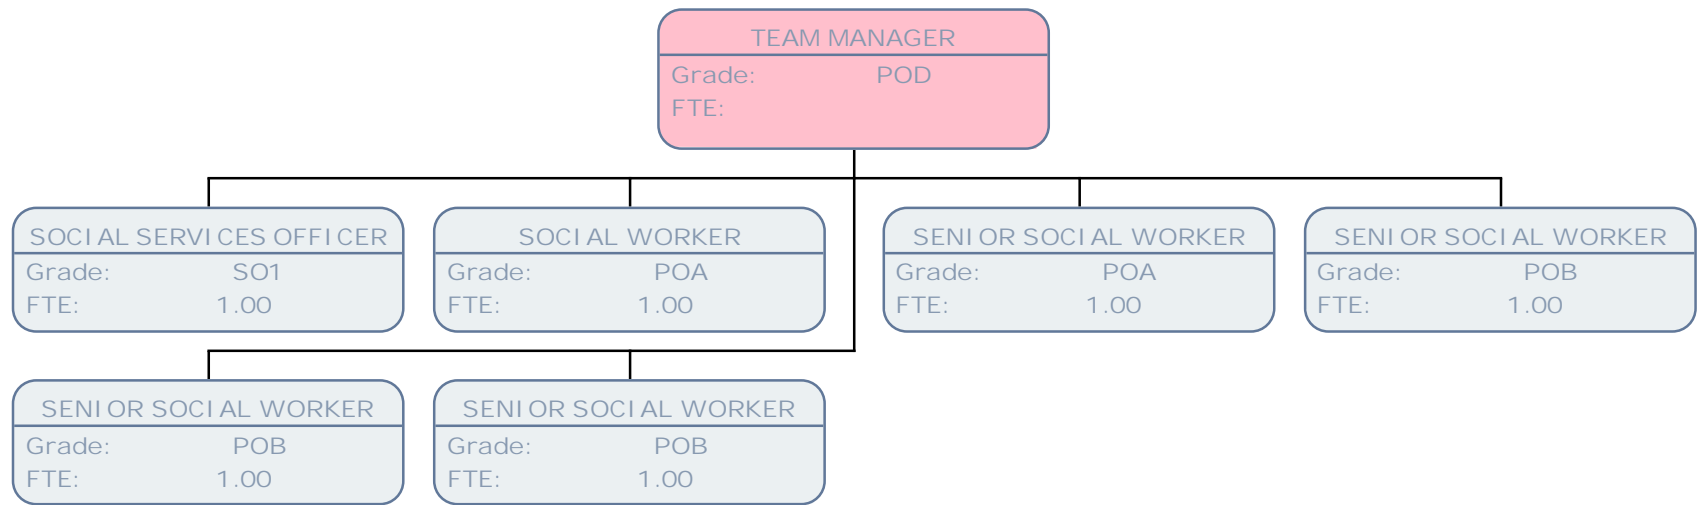 TEAM MANAGER
Grade: POD
FTE:
SOCIAL SERVICES OFFICER
Grade: SO1
FTE: 1.00
SOCIAL WORKER
Grade: POA
FTE: 1.00
SENIOR SOCIAL WORKER
Grade: POA
FTE: 1.00
SENIOR SOCIAL WORKER
Grade: POB
FTE: 1.00
SENIOR SOCIAL WORKER
Grade: POB
FTE: 1.00
SENIOR SOCIAL WORKER
Grade: POB
FTE: 1.00